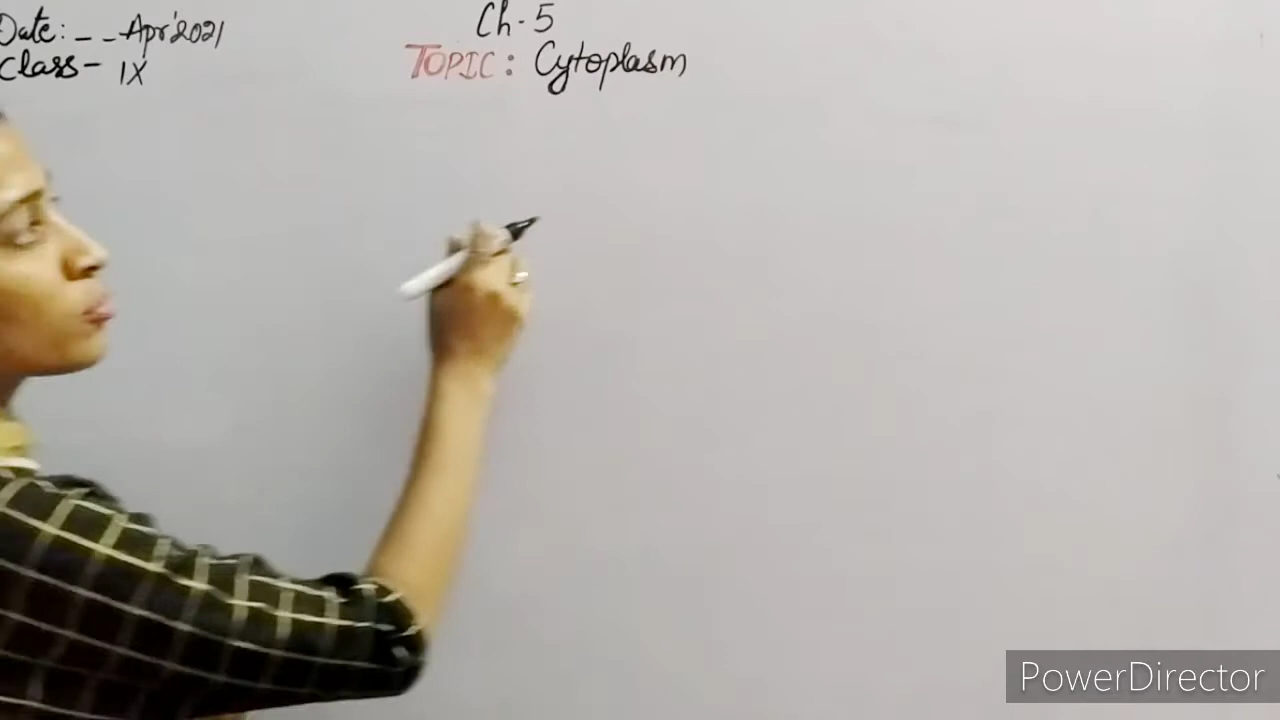 Date: _ _ Apr'2021
Class - IX
Ch - 5
TOPIC : Cytoplasm
PowerDirector